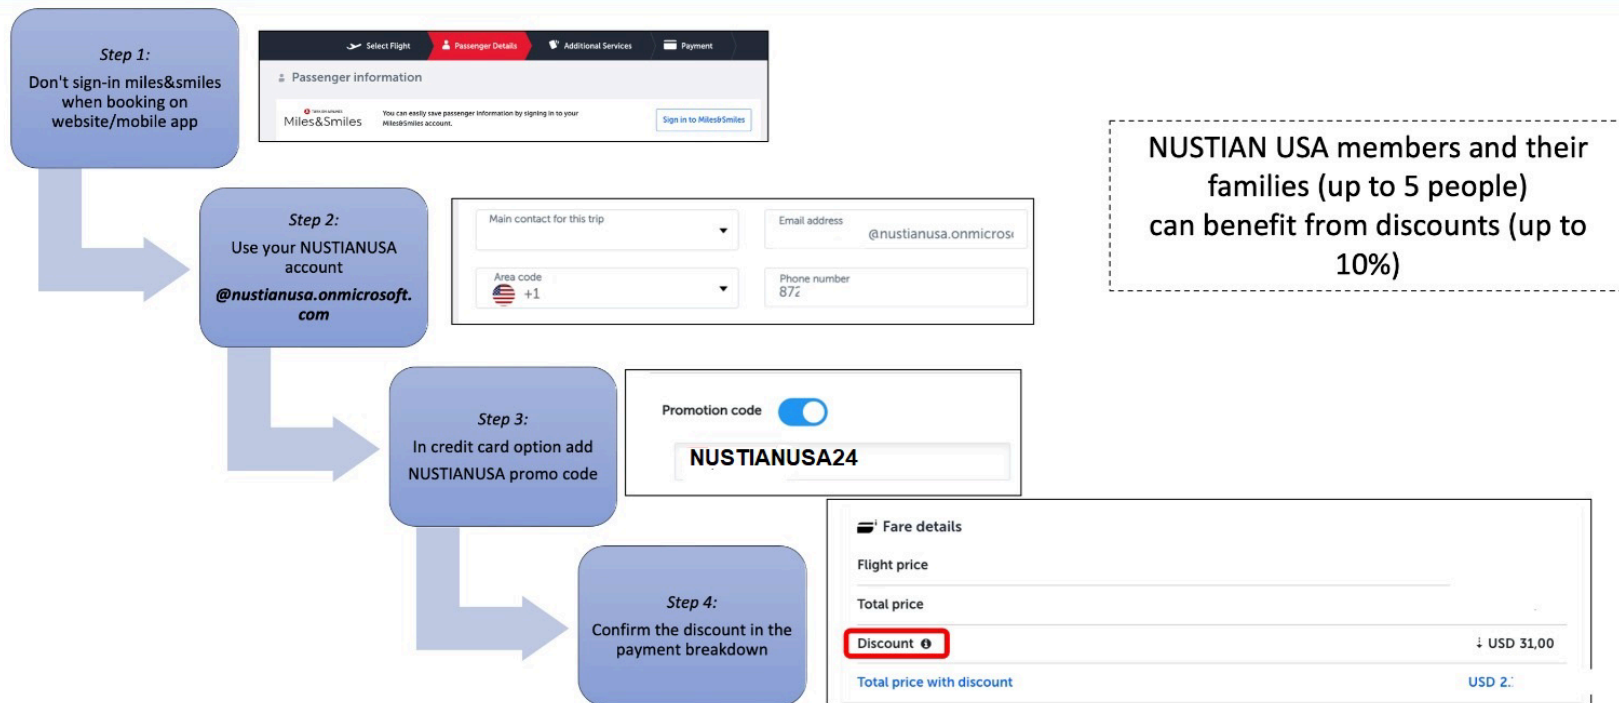 Step 1:
Don't sign-in miles&smiles
when booking on
website/mobile app
Select Flight
Passenger Details
Additional Services
Payment
Passenger information
TURKISH AIRLINES
Miles&Smiles
You can easily save passenger information by signing in to your
Miles&Smiles account.
Sign in to Miles&Smiles
NUSTIAN USA members and their
families (up to 5 people)
can benefit from discounts (up to
10%)
Step 2:
Use your NUSTIANUSA
account
@nustianusa.onmicrosoft.
com
Main contact for this trip
Email address
@nustianusa.onmicros
Area code
+1
Phone number
872
Step 3:
In credit card option add
NUSTIANUSA promo code
Promotion code
NUSTIANUSA24
Step 4:
Confirm the discount in the
payment breakdown
Fare details
Flight price
Total price
Discount
↓ USD 31,00
Total price with discount
USD 2.